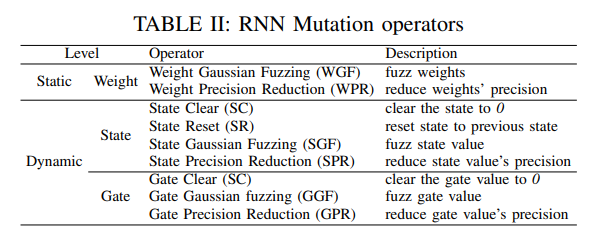 TABLE II: RNN Mutation operators
Level Operator Description
Static Weight Weight Gaussian Fuzzing (WGF) fuzz weights
Weight Precision Reduction (WPR) reduce weights' precision
Dynamic State State Clear (SC) clear the state to 0
State Reset (SR) reset state to previous state
State Gaussian Fuzzing (SGF) fuzz state value
State Precision Reduction (SPR) reduce state value's precision
Gate Gate Clear (SC) clear the gate value to 0
Gate Gaussian fuzzing (GGF) fuzz gate value
Gate Precision Reduction (GPR) reduce gate value's precision